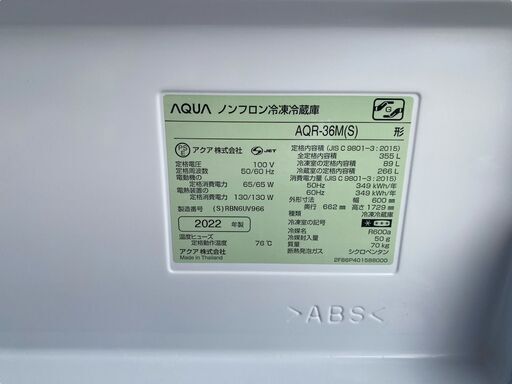 AQUA ノンフロン冷凍冷蔵庫
AQR-36M(S) 形
PS E アクア株式会社 JET
定格電圧 100 V
定格周波数 50/60 Hz
電動機の
定格消費電力 65/65 W
電熱装置の
定格消費電力 130/130 W
製造番号 (S)RBN6UV966
2022 年製
温度ヒューズ
定格動作温度 76℃
アクア 株式会社
Made in Thailand
定格内容積 (JIS C 9801-3:2015)
全定格内容積 355 L
冷凍室の定格内容積 89 L
冷蔵室の定格内容積 266 L
消費電力量 (JIS C 9801-3:2015)
50Hz 349 kWh/年
60Hz 349 kWh/年
外形寸法 幅 600 mm
奥行 662 mm 高さ 1729 mm
種類 冷凍冷蔵庫
冷凍室の記号
冷媒名 R600a
冷媒封入量 50 g
質量 70 kg
断熱発泡ガス シクロペンタン
2FB6P401588000
>ABS<